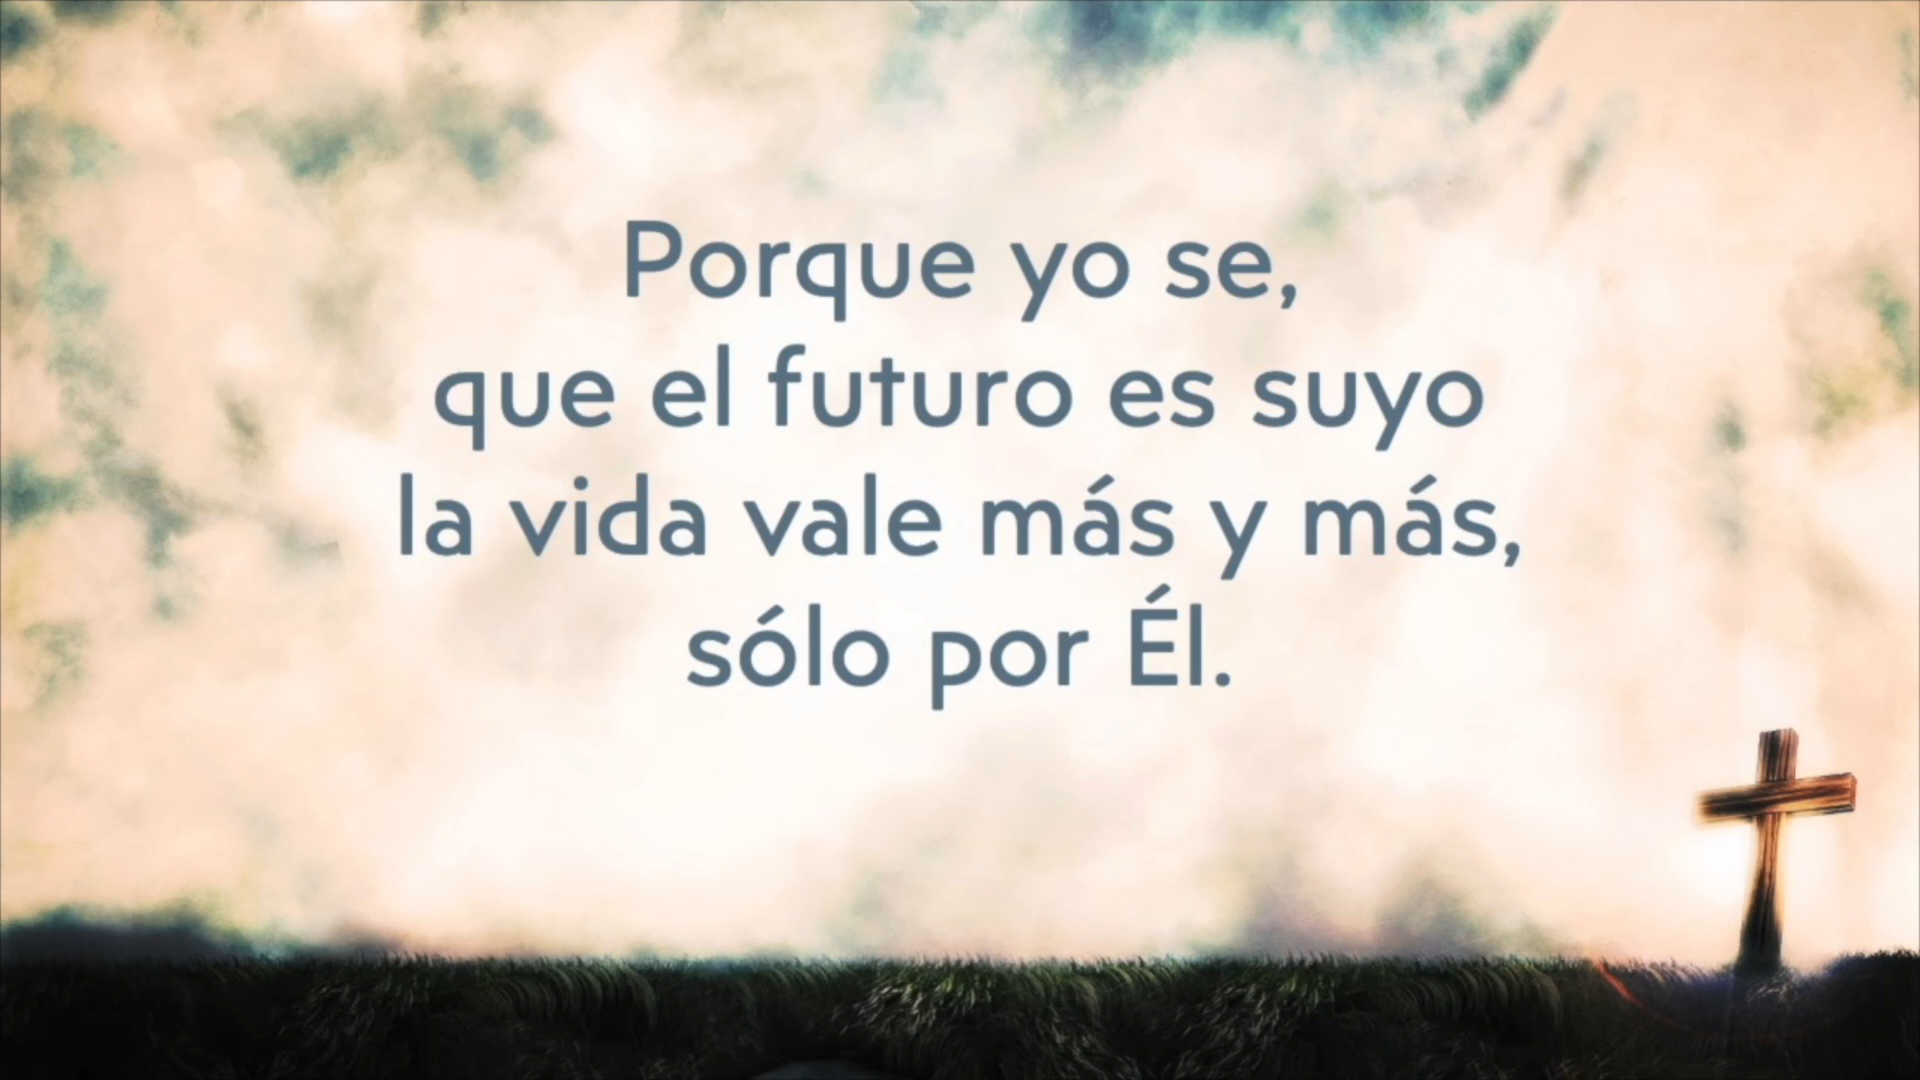 Porque yo se,
que el futuro es suyo
la vida vale más y más,
sólo por Él.